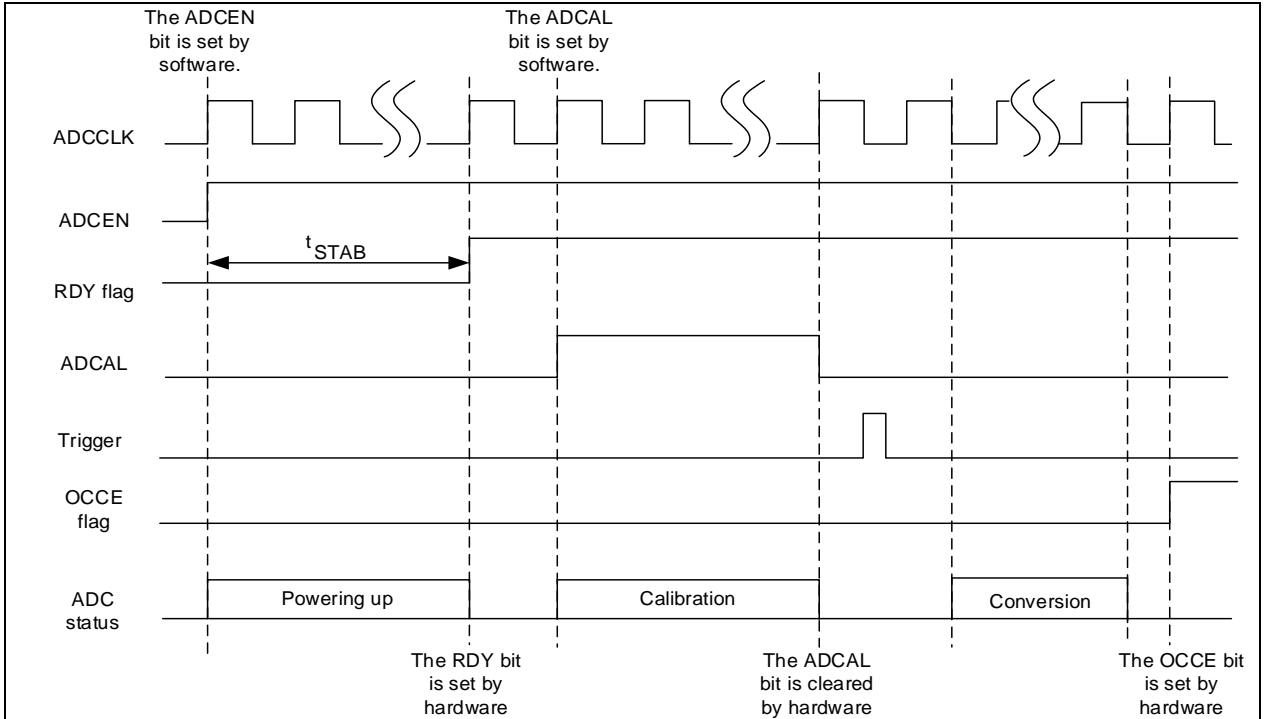 The ADCEN
bit is set by
software.
The ADCAL
bit is set by
software.
ADCCLK
ADCEN
tSTAB
RDY flag
ADCAL
Trigger
OCCE
flag
ADC
status
Powering up
Calibration
Conversion
The RDY bit
is set by
hardware
The ADCAL
bit is cleared
by hardware
The OCCE bit
is set by
hardware